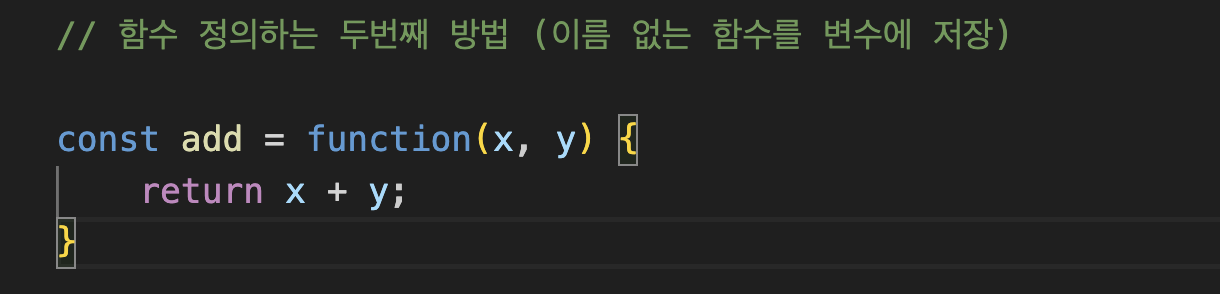 // 함수 정의하는 두번째 방법 (이름 없는 함수를 변수에 저장)
const add = function(x, y) {
    return x + y;
}